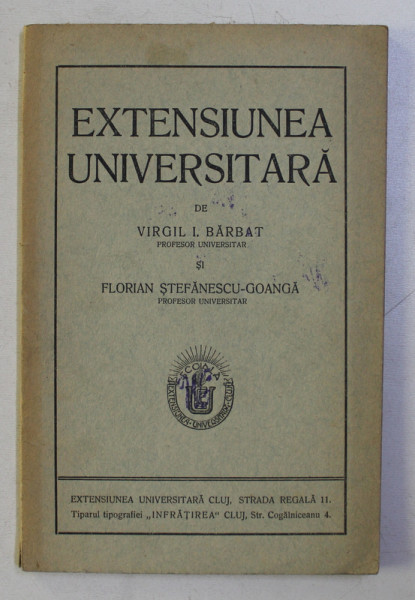 EXTENSIUNEA
UNIVERSITARĂ
DE
VIRGIL I. BĂRBAT
PROFESOR UNIVERSITAR
ȘI
FLORIAN ȘTEFĂNESCU-GOANGĂ
PROFESOR UNIVERSITAR
EXTENSIUNEA UNIVERSITARĂ CLUJ, STRADA REGALĂ 11.
Tiparul tipografiei „INFRĂȚIREA" CLUJ, Str. Cogălniceanu 4.